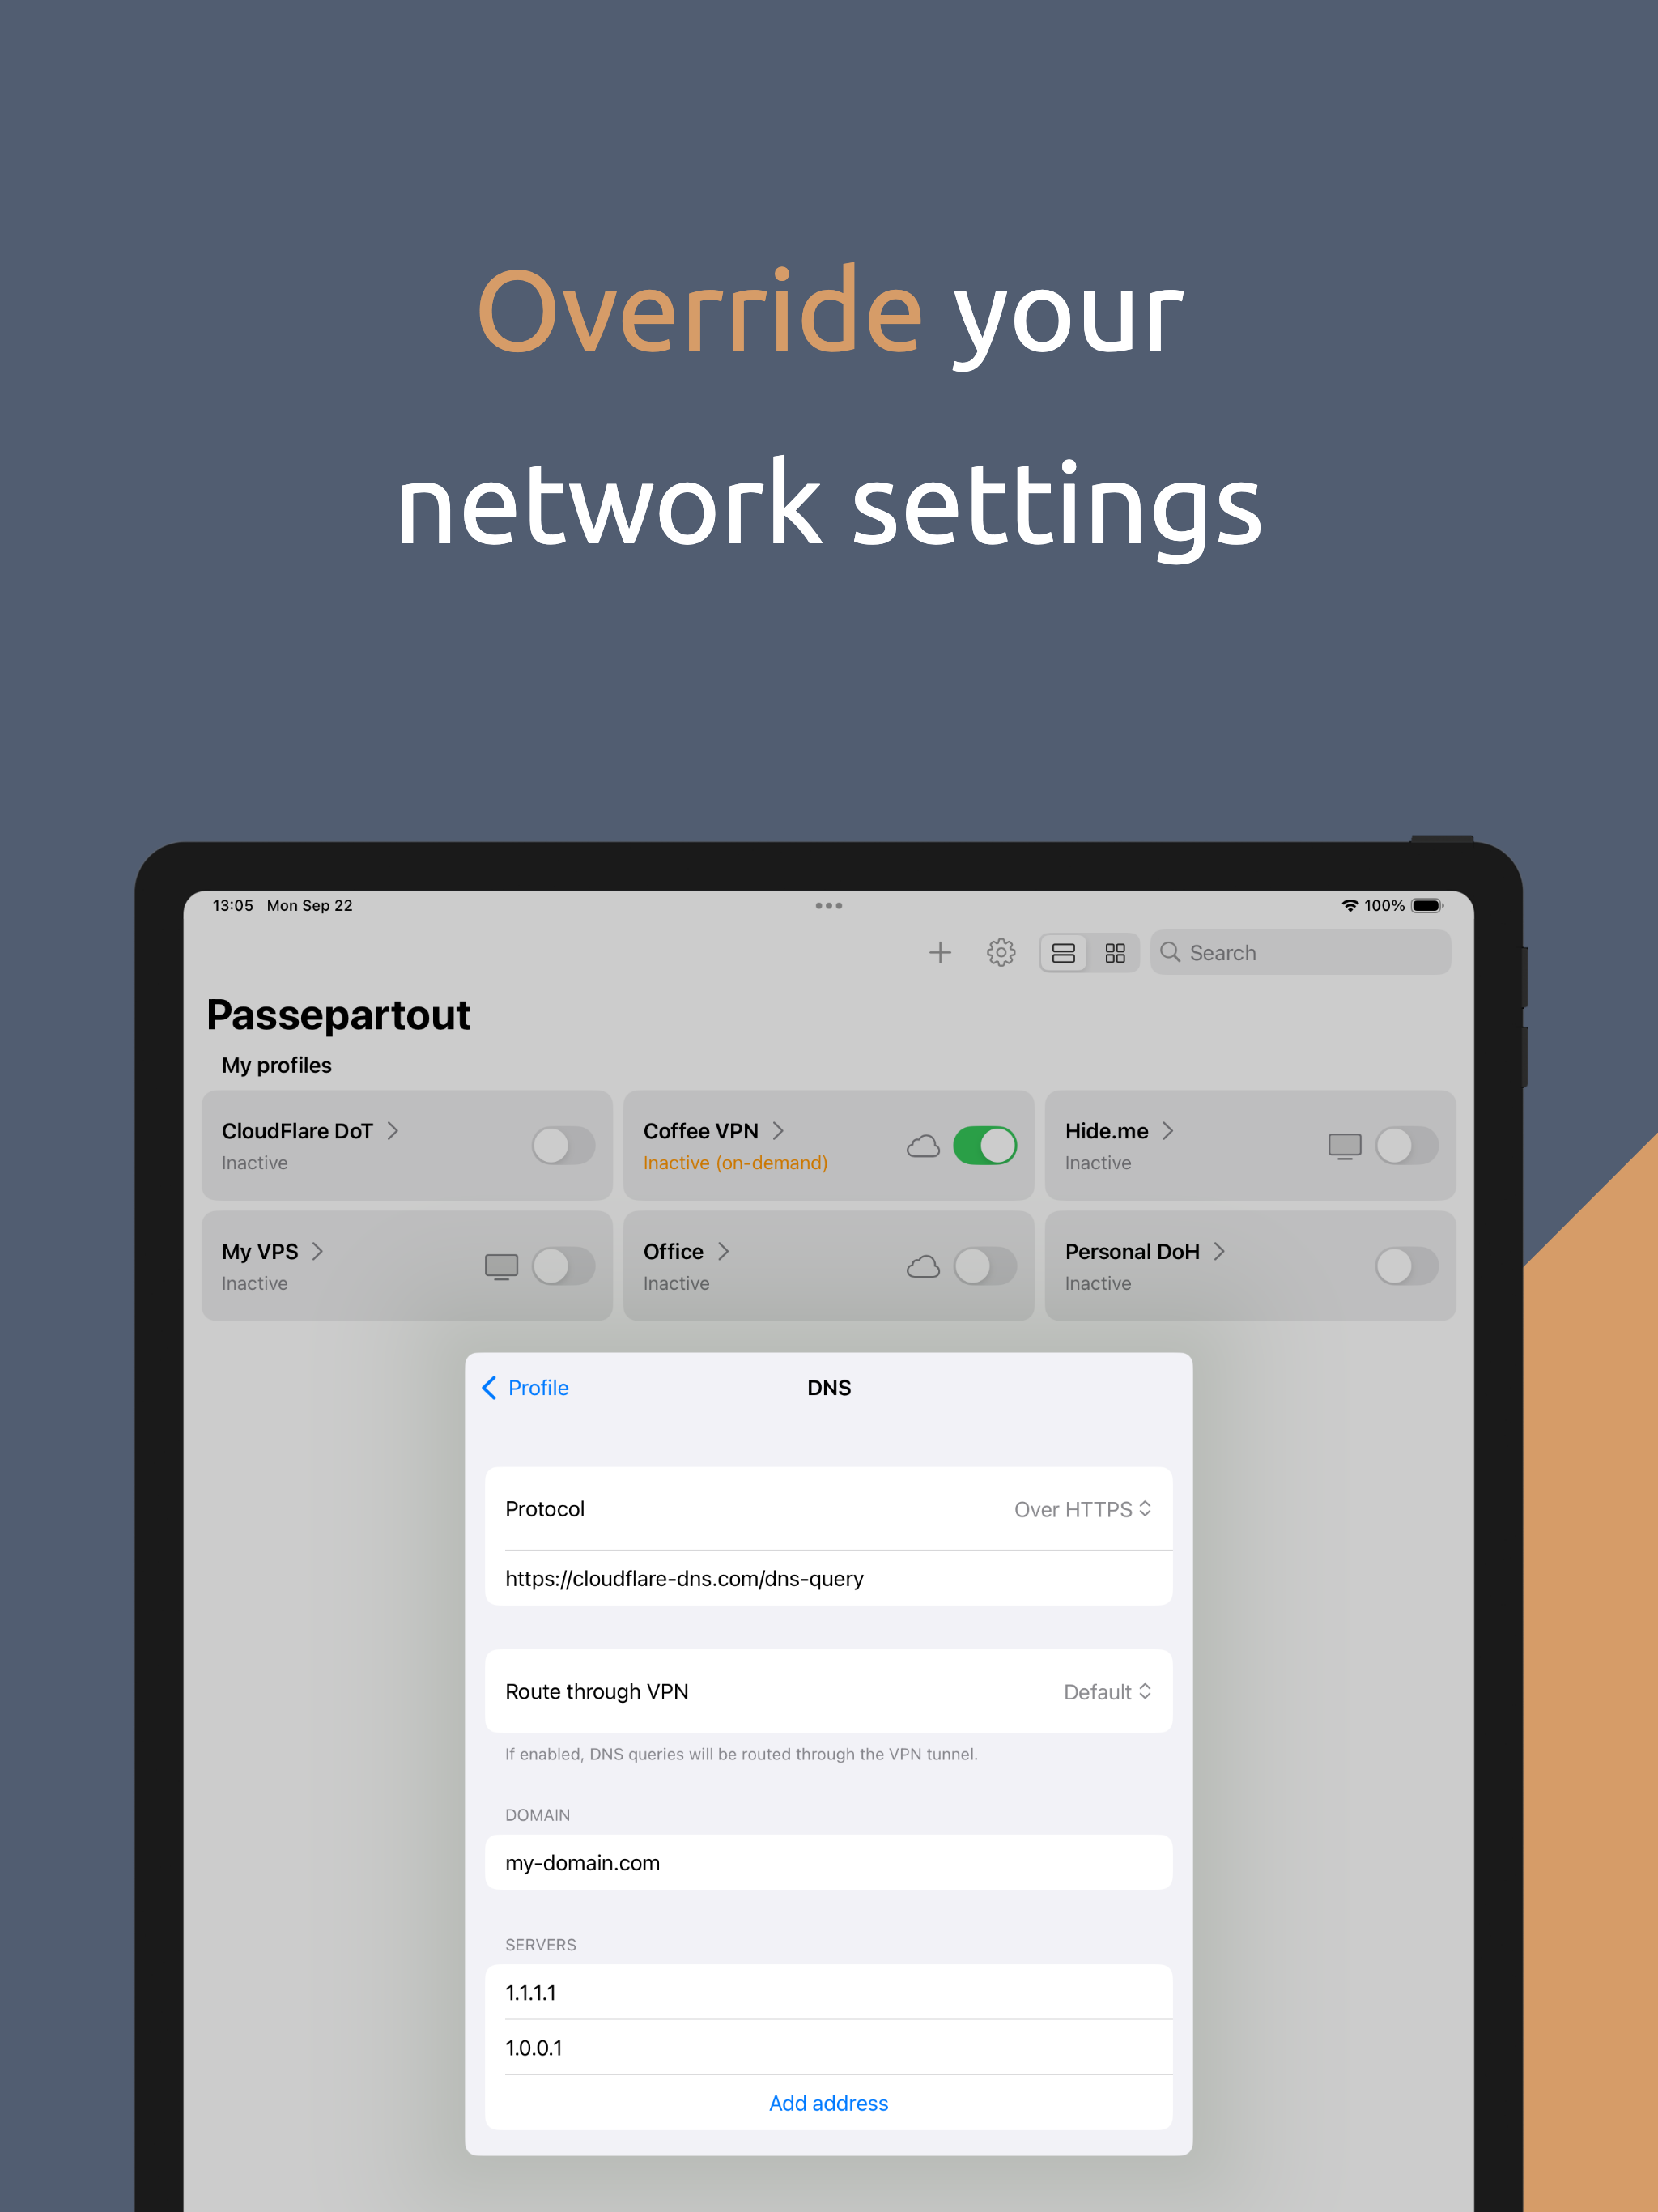 Override your
network settings
13:05 Mon Sep 22
100%
Search
Passepartout
My profiles
CloudFlare DoT
Inactive
Coffee VPN
Inactive (on-demand)
Hide.me
Inactive
My VPS
Inactive
Office
Inactive
Personal DoH
Inactive
Profile
DNS
Protocol
Over HTTPS
https://cloudflare-dns.com/dns-query
Route through VPN
Default
If enabled, DNS queries will be routed through the VPN tunnel.
DOMAIN
my-domain.com
SERVERS
1.1.1.1
1.0.0.1
Add address